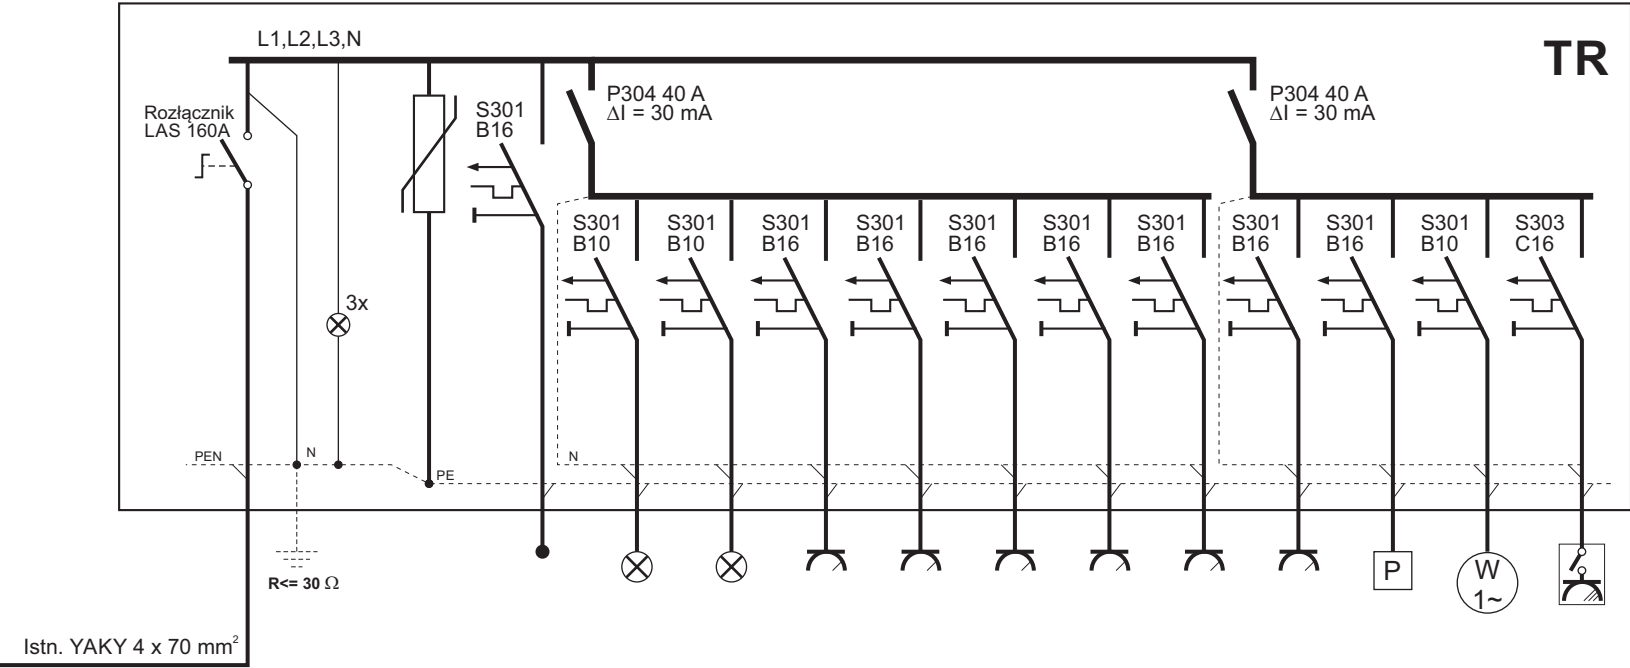 L1,L2,L3,N
TR
Rozłącznik
LAS 160A
S301
B16
P304 40 A
ΔI = 30 mA
P304 40 A
ΔI = 30 mA
S301
B10
S301
B10
S301
B16
S301
B16
S301
B16
S301
B16
S301
B16
S301
B16
S301
B16
S301
B10
S303
C16
3x
PEN
N
PE
N
P
W
1~
R<= 30 Ω
Istn. YAKY 4 x 70 mm²